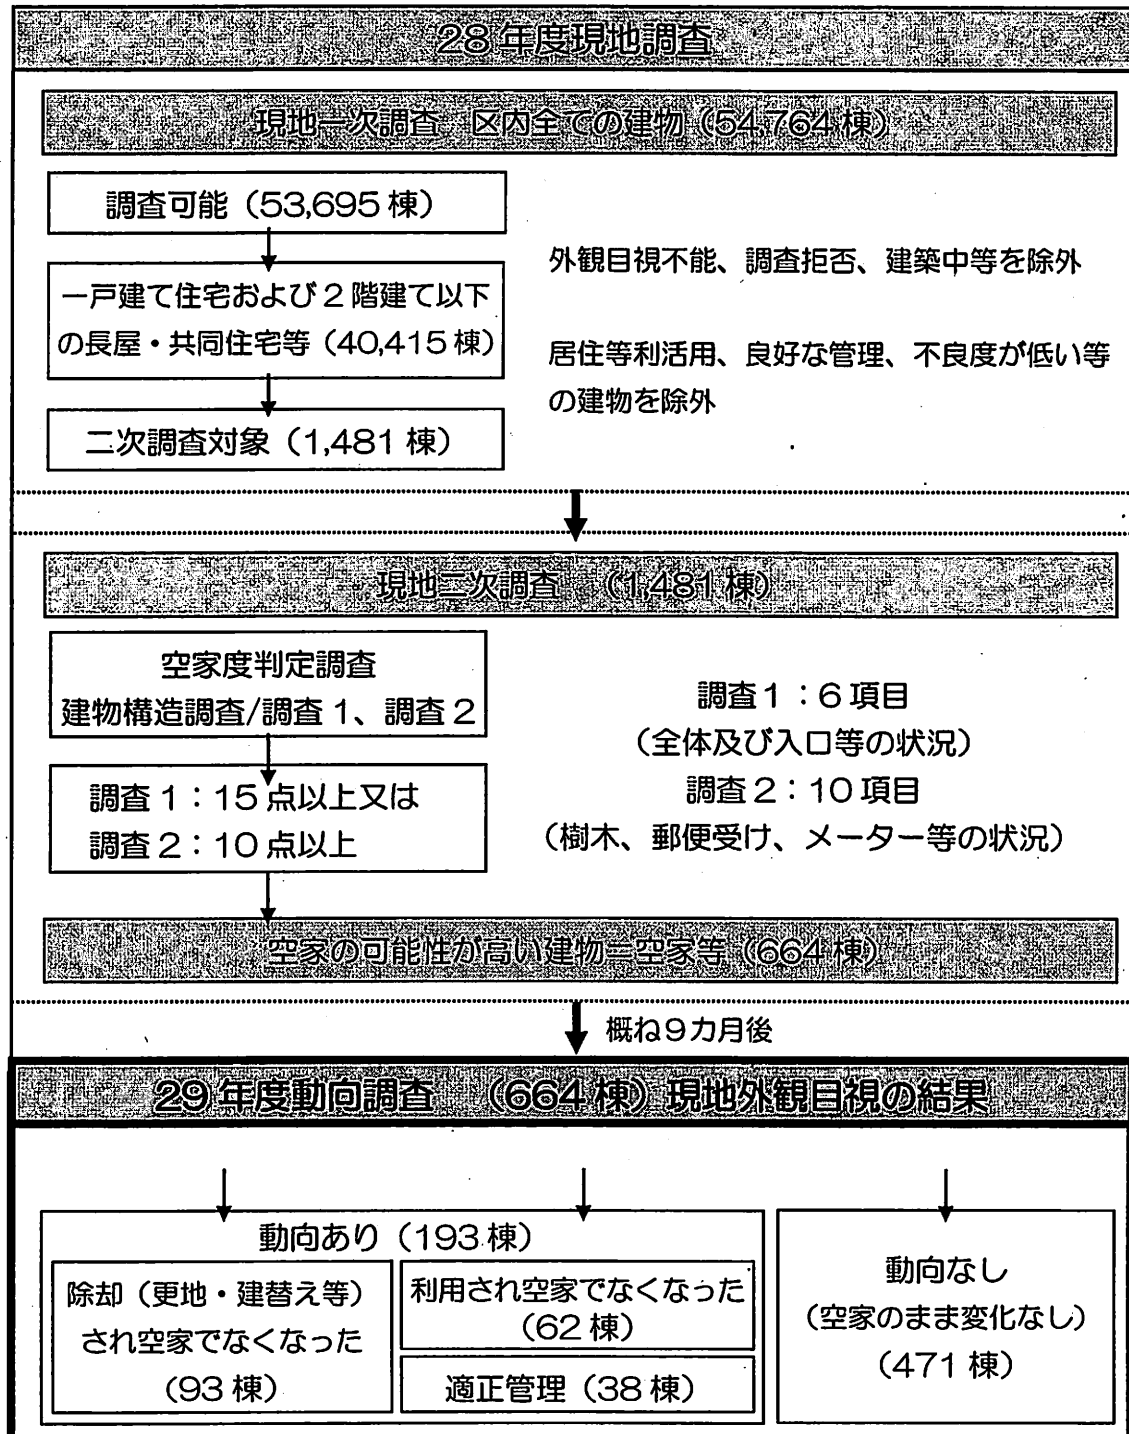 28年度現地調査
現地一次調査　区内全ての建物（54,764棟）
調査可能（53,695棟）
外観目視不能、調査拒否、建築中等を除外
一戸建て住宅および２階建て以下
の長屋・共同住宅等（40,415棟）
居住等利活用、良好な管理、不良度が低い等
の建物を除外
二次調査対象（1,481棟）
現地二次調査　（1,481棟）
空家度判定調査
建物構造調査/調査１、調査２
調査１：６項目
（全体及び入口等の状況）
調査２：10項目
（樹木、郵便受け、メーター等の状況）
調査１：15点以上又は
調査２：10点以上
空家の可能性が高い建物＝空家等（664棟）
概ね９カ月後
29年度動向調査　（664棟）現地外観目視の結果
動向あり（193棟）
除却（更地・建替え等）
され空家でなくなった
（93棟）
利用され空家でなくなった
（62棟）
適正管理（38棟）
動向なし
（空家のまま変化なし）
（471棟）